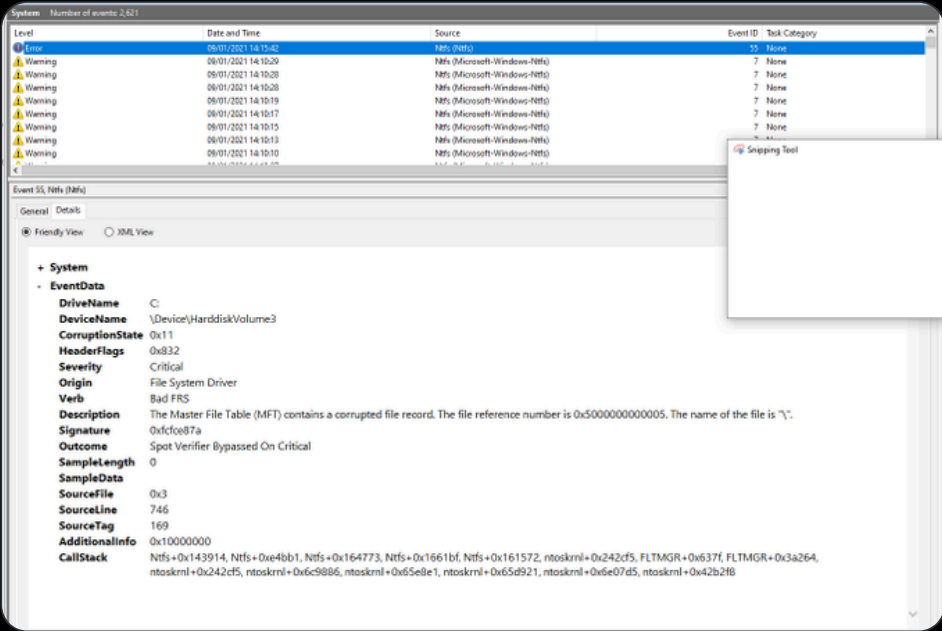 System Number of events: 2,621
Level Date and Time Source Event ID Task Category
Error 09/01/2021 14:15:42 Ntfs (Ntfs) 55 None
Warning 09/01/2021 14:10:29 Ntfs (Microsoft-Windows-Ntfs) 7 None
Warning 09/01/2021 14:10:28 Ntfs (Microsoft-Windows-Ntfs) 7 None
Warning 09/01/2021 14:10:28 Ntfs (Microsoft-Windows-Ntfs) 7 None
Warning 09/01/2021 14:10:19 Ntfs (Microsoft-Windows-Ntfs) 7 None
Warning 09/01/2021 14:10:17 Ntfs (Microsoft-Windows-Ntfs) 7 None
Warning 09/01/2021 14:10:15 Ntfs (Microsoft-Windows-Ntfs) 7 None
Warning 09/01/2021 14:10:13 Ntfs (Microsoft-Windows-Ntfs)
Warning 09/01/2021 14:10:10 Ntfs (Microsoft-Windows-Ntfs)
Snipping Tool
Event 55, Ntfs (Ntfs)
General Details
Friendly View XML View
+ System
- EventData
DriveName C:
DeviceName \Device\HarddiskVolume3
CorruptionState 0x11
HeaderFlags 0x832
Severity Critical
Origin File System Driver
Verb Bad FRS
Description The Master File Table (MFT) contains a corrupted file record. The file reference number is 0x5000000000005. The name of the file is "\".
Signature 0xfcfce87a
Outcome Spot Verifier Bypassed On Critical
SampleLength 0
SampleData
SourceFile 0x3
SourceLine 746
SourceTag 169
AdditionalInfo 0x10000000
CallStack Ntfs+0x143914, Ntfs+0xe4bb1, Ntfs+0x164773, Ntfs+0x1661bf, Ntfs+0x161572, ntoskrnl+0x242cf5, FLTMGR+0x637f, FLTMGR+0x3a264,
ntoskrnl+0x242cf5, ntoskrnl+0x6c9886, ntoskrnl+0x65e8e1, ntoskrnl+0x65d921, ntoskrnl+0x6e07d5, ntoskrnl+0x42b2f8